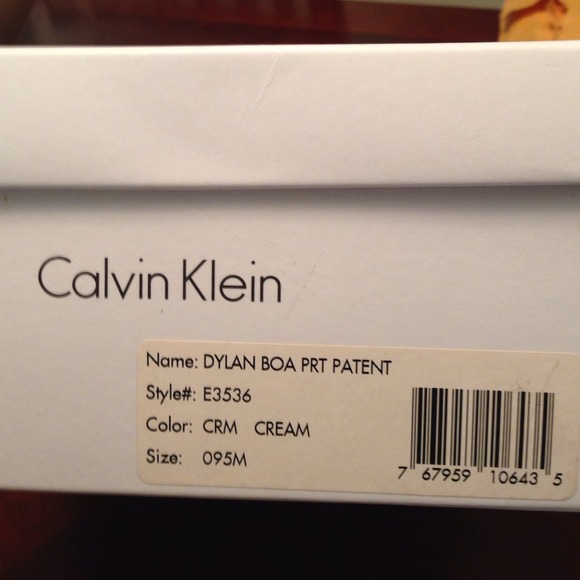 Calvin Klein
Name: DYLAN BOA PRT PATENT
Style#: E3536
Color: CRM CREAM
Size: 095M
7 67959 10643 5